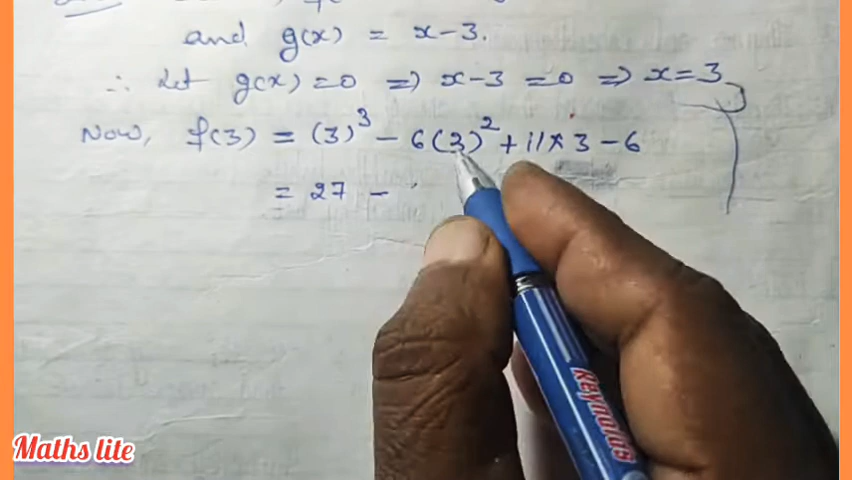 and g(x) = x-3.
∴ Let g(x)=0 => x-3 =0 => x=3
Now, f(3) = (3)³ - 6(3)² + 11×3 - 6
= 27 -
Reynolds
Maths lite